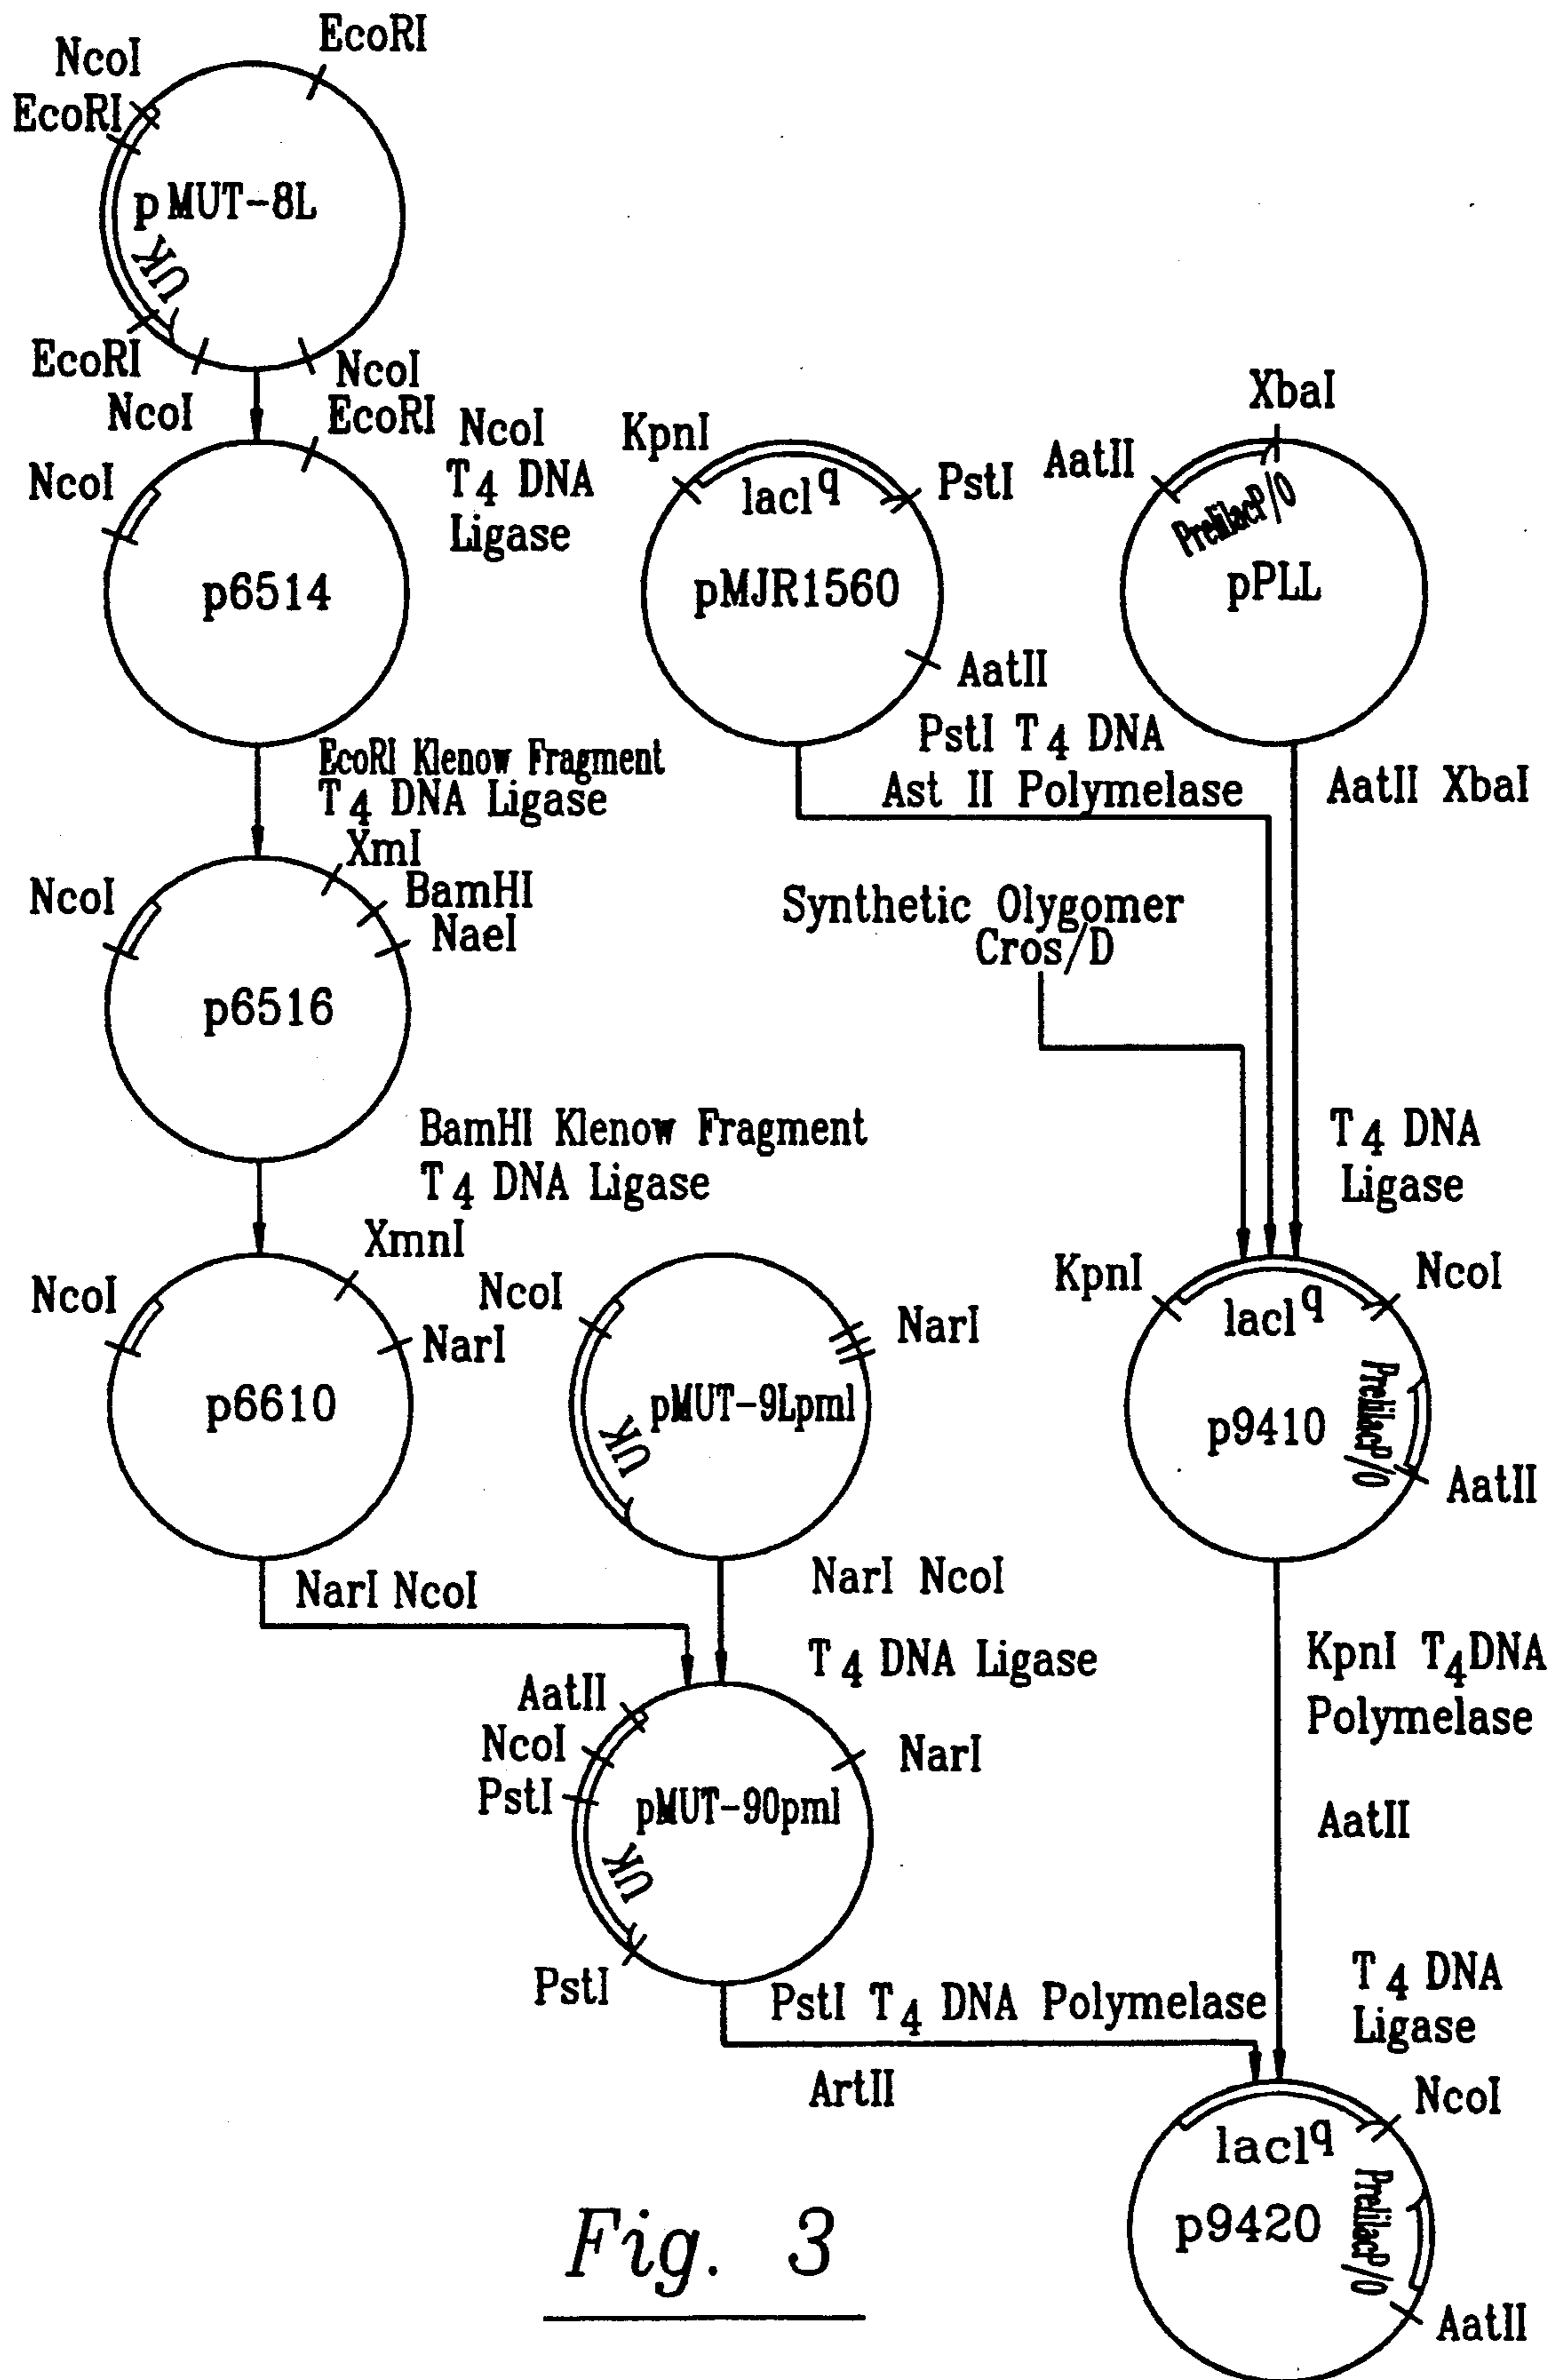 EcoRI
NcoI
EcoRI
pMUT-8L
UK
EcoRI
NcoI
NcoI
EcoRI
NcoI
T4 DNA
Ligase
NcoI
p6514
KpnI
lacIq
PstI
pMJR1560
AatII
XbaI
AatII
pPLL
EcoRI Klenow Fragment
T4 DNA Ligase
PstI T4 DNA
Ast II Polymelase
AatII XbaI
XmI
NcoI
BamHI
NaeI
p6516
Synthetic Olygomer
Cros/D
BamHI Klenow Fragment
T4 DNA Ligase
T4 DNA
Ligase
XmnI
NcoI
NarI
p6610
NcoI
NarI
pMUT-9Lpml
UK
KpnI
NcoI
lacIq
p9410
AatII
NarI NcoI
NarI NcoI
T4 DNA Ligase
KpnI T4DNA
Polymelase
AatII
AatII
NcoI
PstI
NarI
pMUT-90pml
UK
PstI
PstI T4 DNA Polymelase
ArtII
T4 DNA
Ligase
NcoI
lacIq
p9420
AatII
Fig. 3